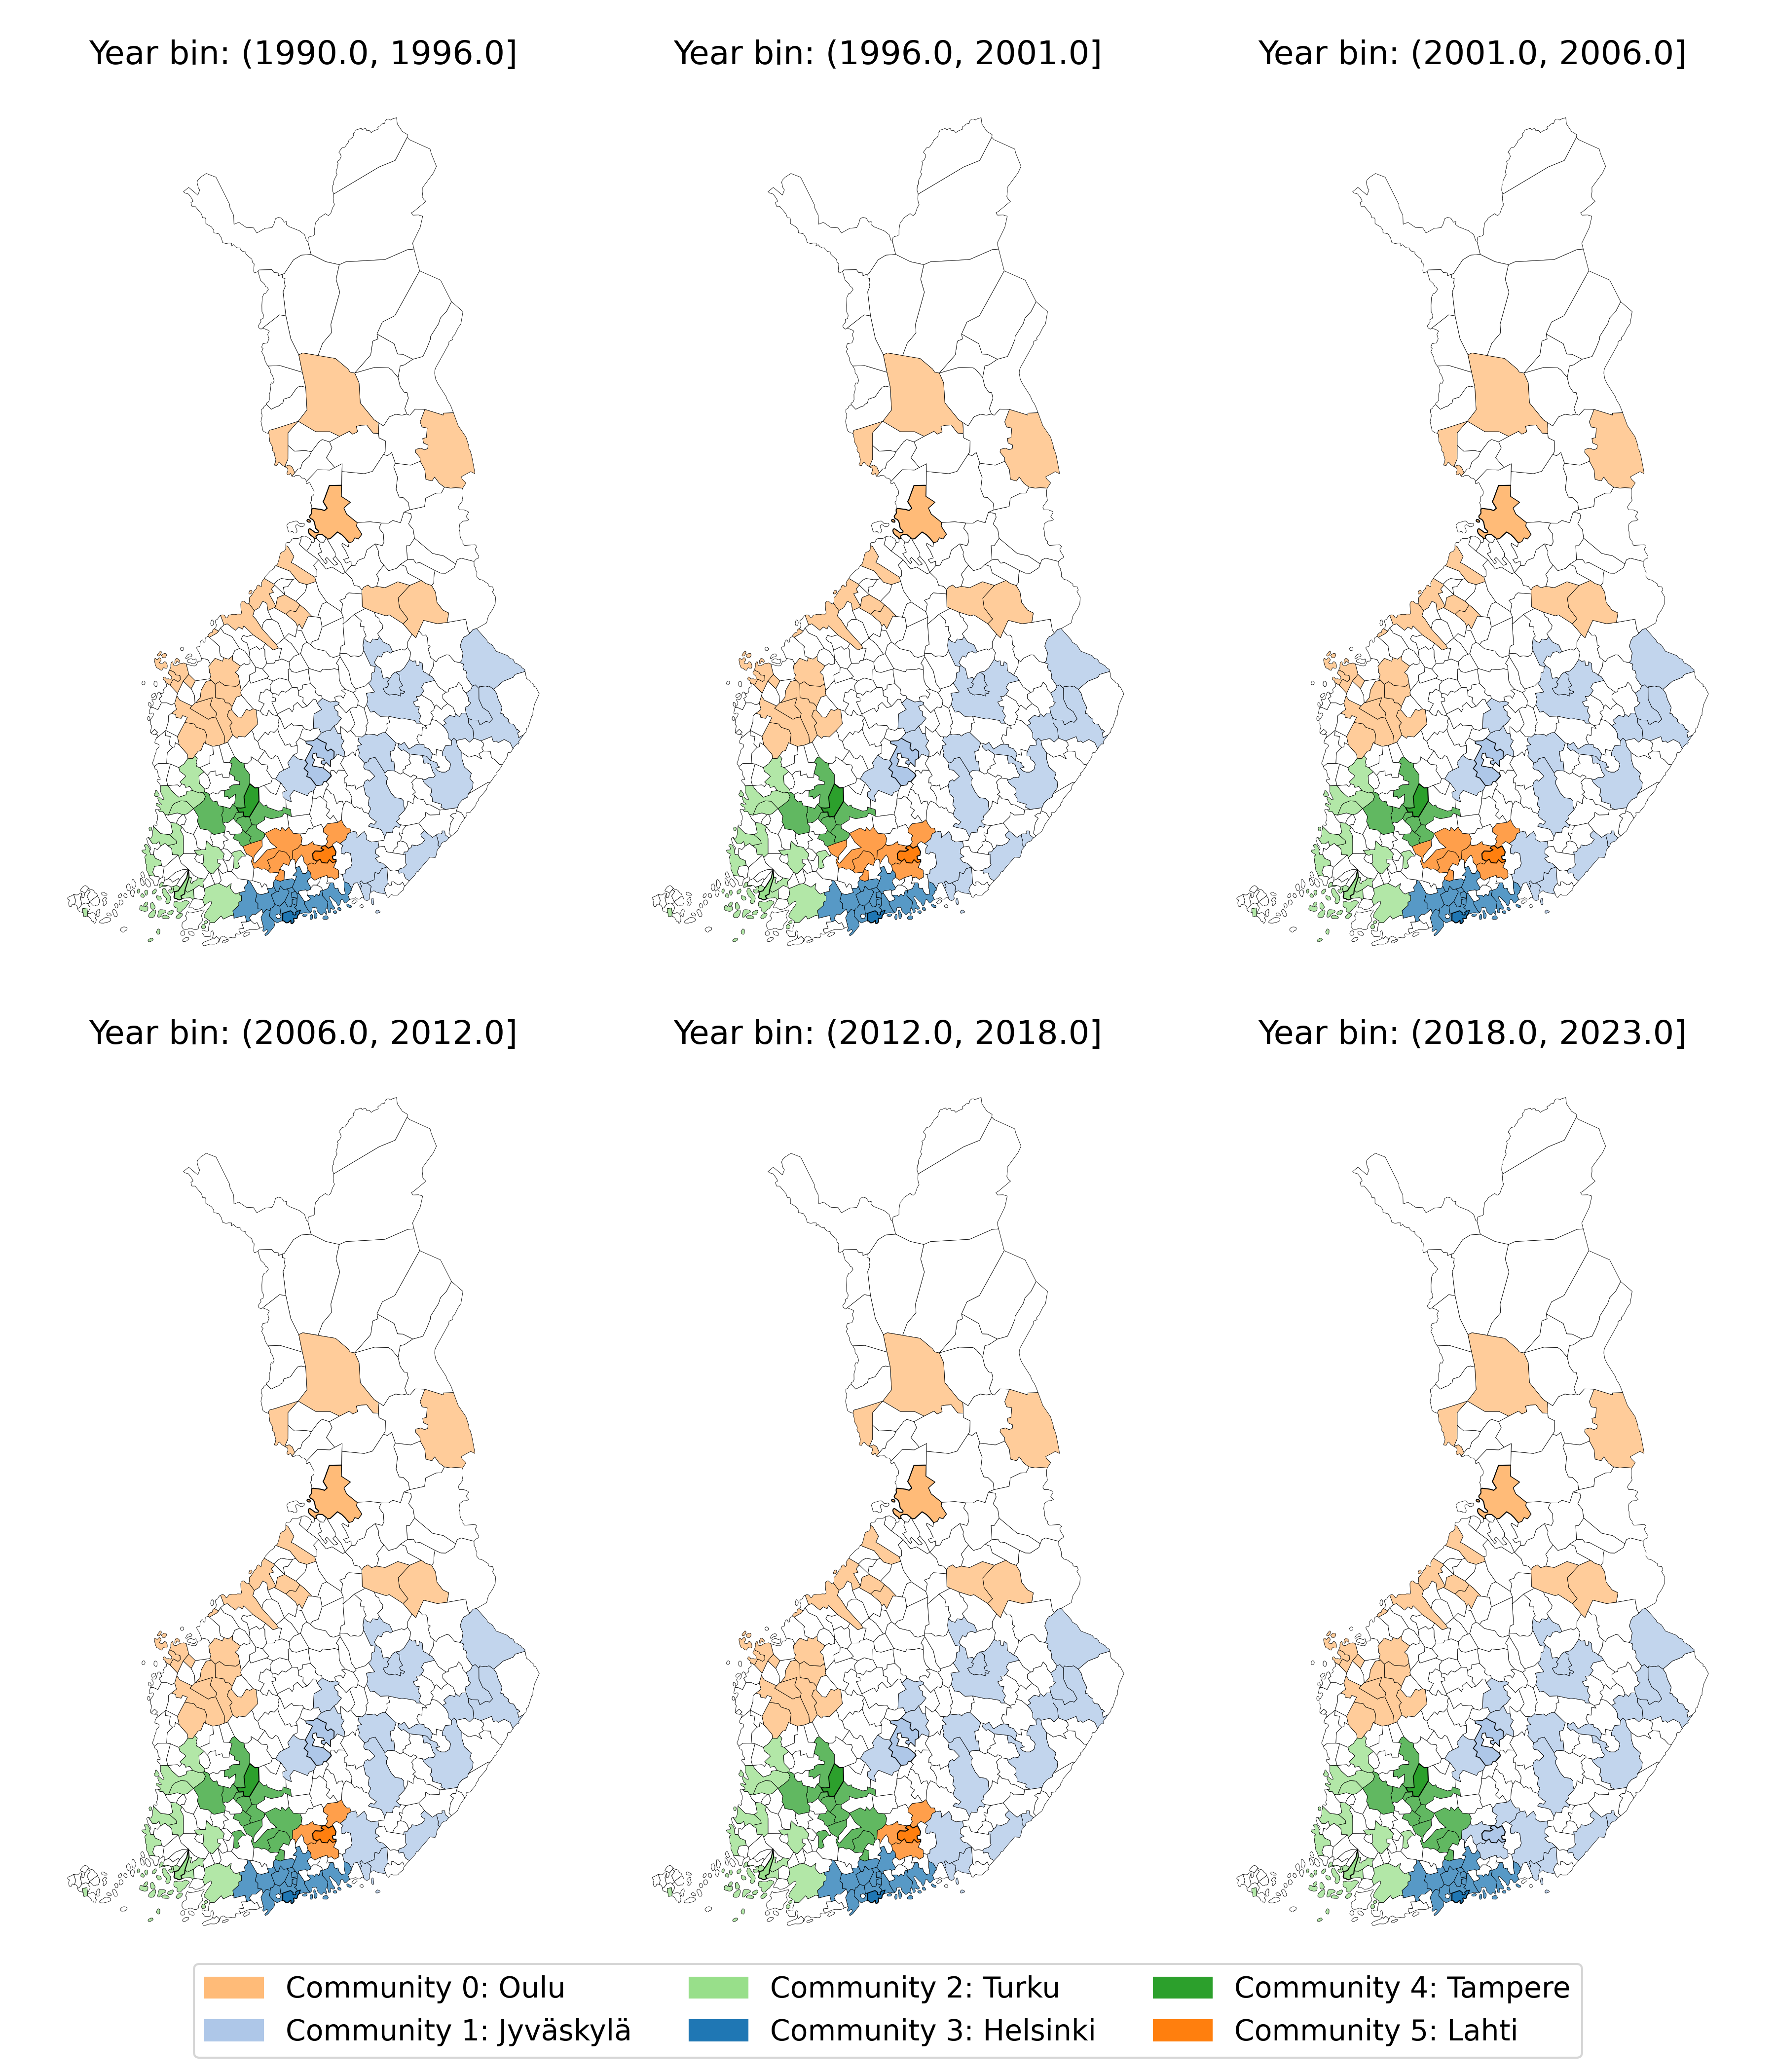 Year bin: (1990.0, 1996.0]
Year bin: (1996.0, 2001.0]
Year bin: (2001.0, 2006.0]
Year bin: (2006.0, 2012.0]
Year bin: (2012.0, 2018.0]
Year bin: (2018.0, 2023.0]
Community 0: Oulu
Community 1: Jyväskylä
Community 2: Turku
Community 3: Helsinki
Community 4: Tampere
Community 5: Lahti